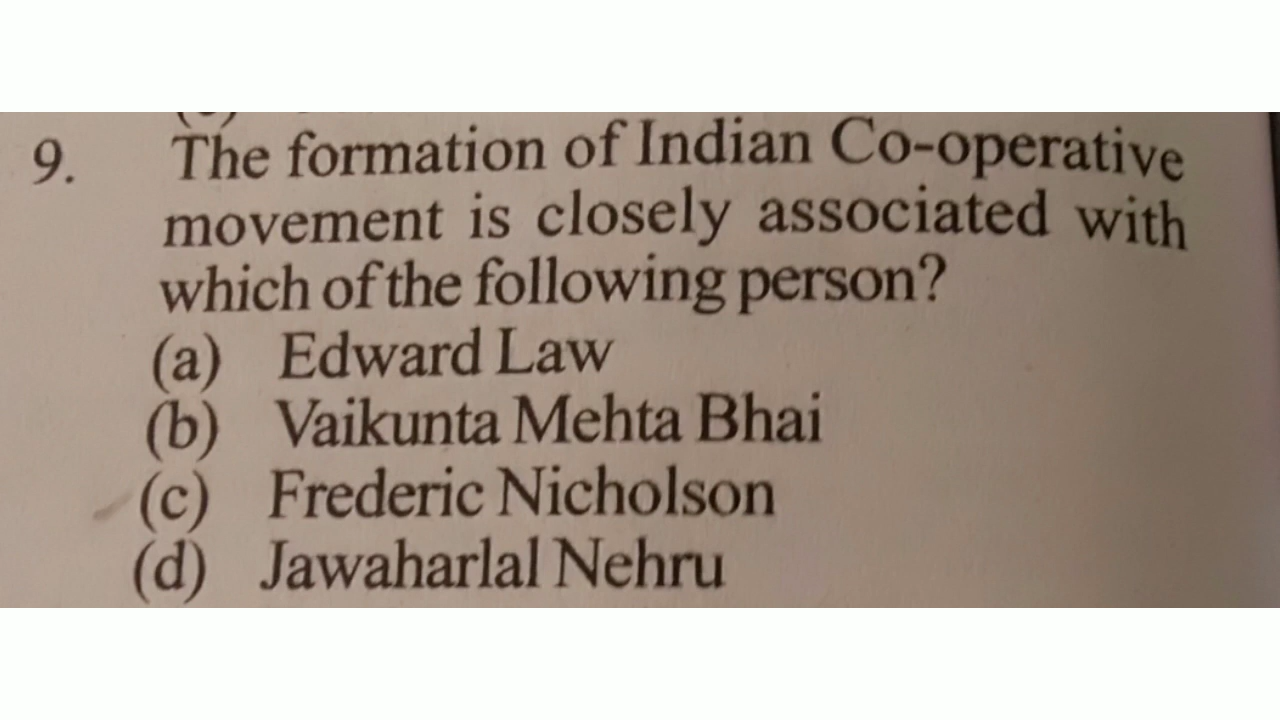 9. The formation of Indian Co-operative
movement is closely associated with
which of the following person?
(a) Edward Law
(b) Vaikunta Mehta Bhai
(c) Frederic Nicholson
(d) Jawaharlal Nehru